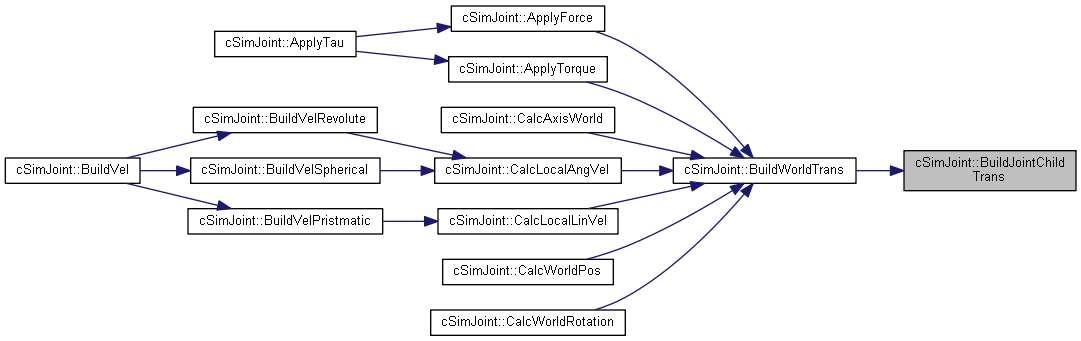 cSimJoint::ApplyForce
cSimJoint::ApplyTau
cSimJoint::ApplyTorque
cSimJoint::BuildVelRevolute
cSimJoint::CalcAxisWorld
cSimJoint::BuildVel
cSimJoint::BuildVelSpherical
cSimJoint::CalcLocalAngVel
cSimJoint::BuildWorldTrans
cSimJoint::BuildJointChild
Trans
cSimJoint::BuildVelPristmatic
cSimJoint::CalcLocalLinVel
cSimJoint::CalcWorldPos
cSimJoint::CalcWorldRotation